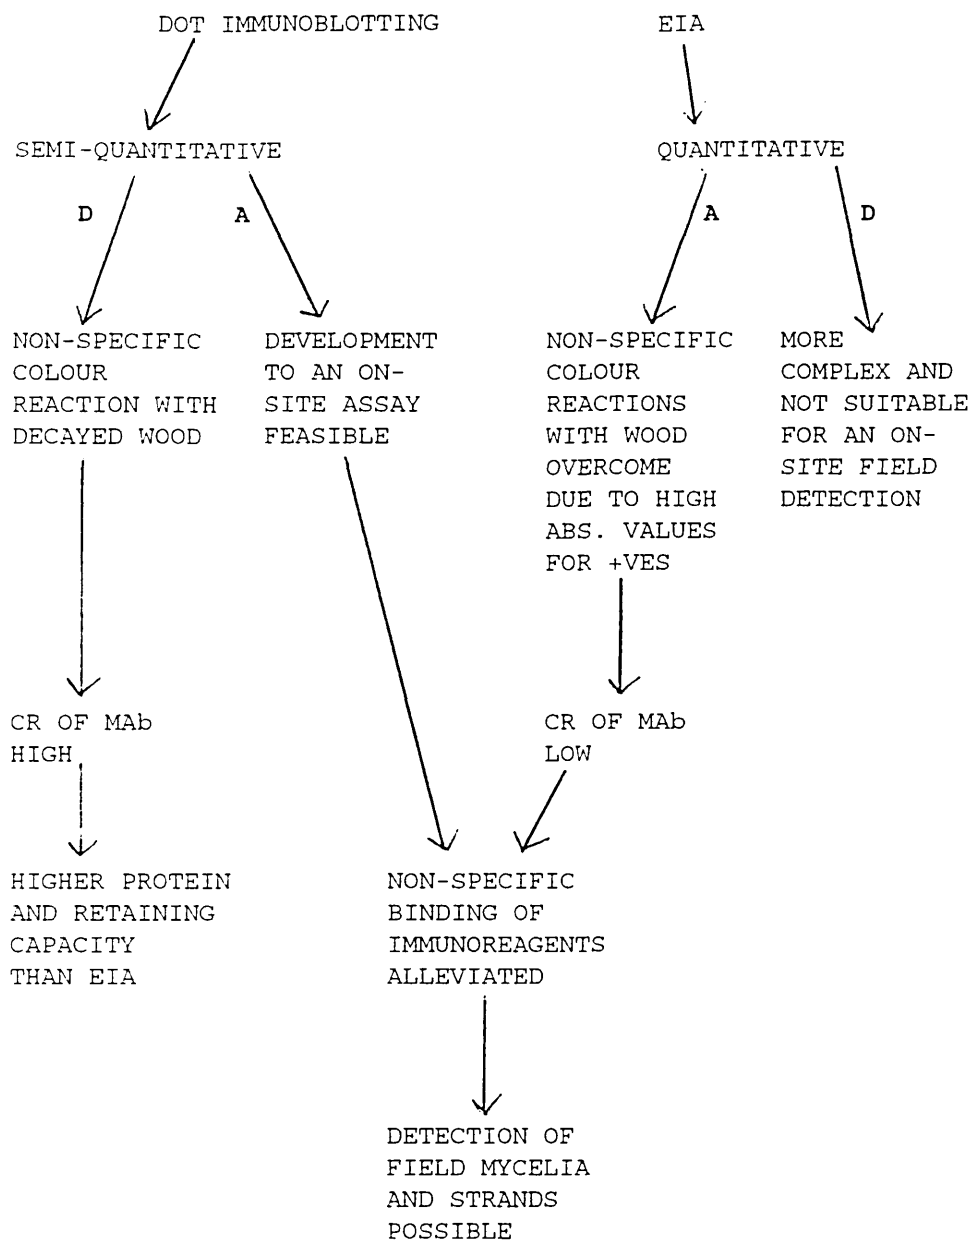 DOT IMMUNOBLOTTING
EIA
SEMI-QUANTITATIVE
QUANTITATIVE
D
A
A
D
NON-SPECIFIC
COLOUR
REACTION WITH
DECAYED WOOD
DEVELOPMENT
TO AN ON-
SITE ASSAY
FEASIBLE
NON-SPECIFIC
COLOUR
REACTIONS
WITH WOOD
OVERCOME
DUE TO HIGH
ABS. VALUES
FOR +VES
MORE
COMPLEX AND
NOT SUITABLE
FOR AN ON-
SITE FIELD
DETECTION
CR OF MAb
HIGH
CR OF MAb
LOW
HIGHER PROTEIN
AND RETAINING
CAPACITY
THAN EIA
NON-SPECIFIC
BINDING OF
IMMUNOREAGENTS
ALLEVIATED
DETECTION OF
FIELD MYCELIA
AND STRANDS
POSSIBLE